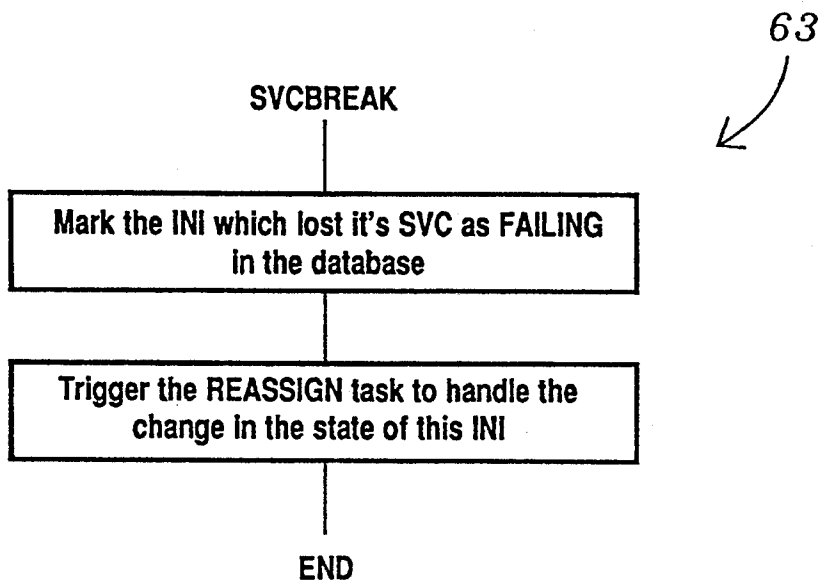 63
SVCBREAK
Mark the INI which lost it's SVC as FAILING
in the database
Trigger the REASSIGN task to handle the
change in the state of this INI
END